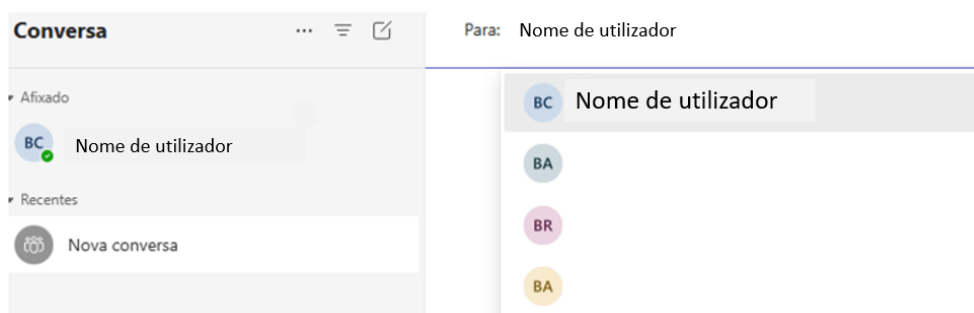 Conversa
Afixado
BC Nome de utilizador
Recentes
Nova conversa
Para: Nome de utilizador
BC Nome de utilizador
BA
BR
BA